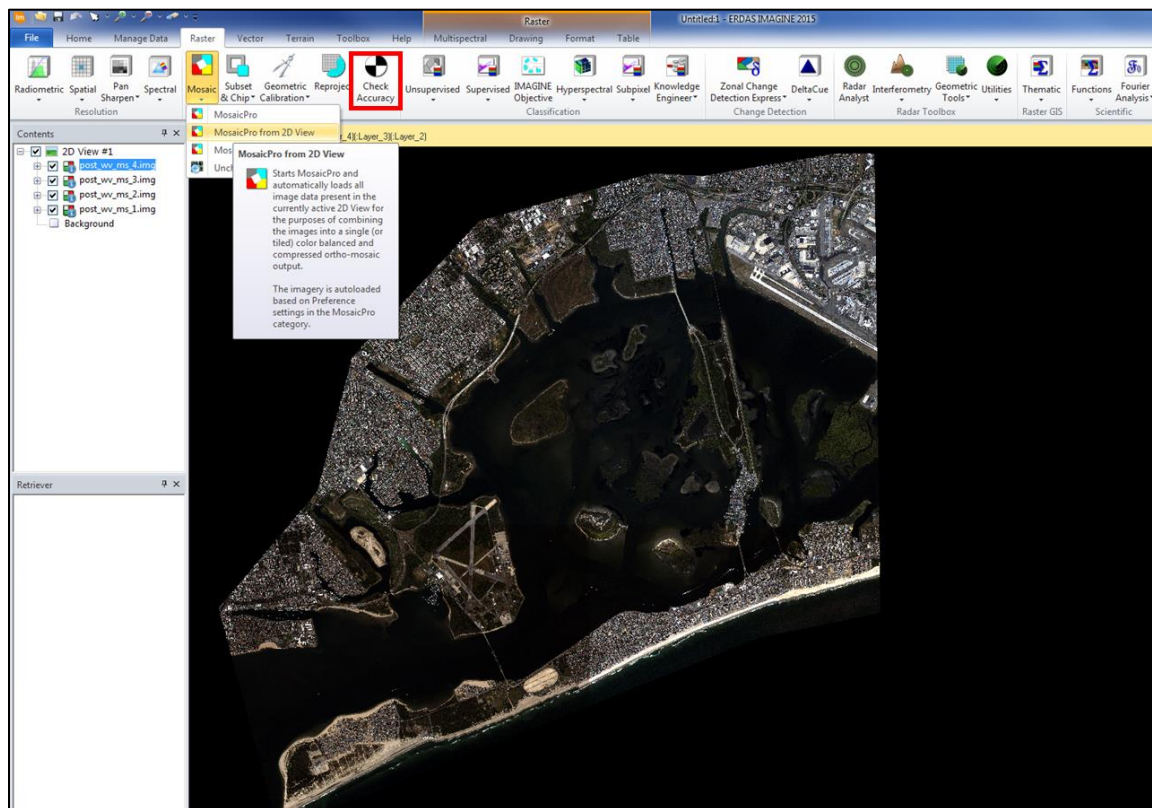 Raster
Untitled:1 - ERDAS IMAGINE 2015
File Home Manage Data Raster Vector Terrain Toolbox Help Multispectral Drawing Format Table
Radiometric Spatial Pan Sharpen Spectral Mosaic Subset & Chip Geometric Calibration Reproject Check Accuracy Unsupervised Supervised IMAGINE Objective Hyperspectral Subpixel Knowledge Engineer Zonal Change Detection Express DeltaCue Radar Analyst Interferometry Geometric Tools Utilities Thematic Functions Fourier Analysis
Resolution Classification Change Detection Radar Toolbox Raster GIS Scientific
MosaicPro
Contents
MosaicPro from 2D View
_4)(:Layer_3)(:Layer_2)
2D View #1
post_wv_ms_4.img
post_wv_ms_3.img
post_wv_ms_2.img
post_wv_ms_1.img
Background
MosaicPro from 2D View
Starts MosaicPro and
automatically loads all
image data present in the
currently active 2D View for
the purposes of combining
the images into a single (or
tiled) color balanced and
compressed ortho-mosaic
output.
The imagery is autoloaded
based on Preference
settings in the MosaicPro
category.
Retriever